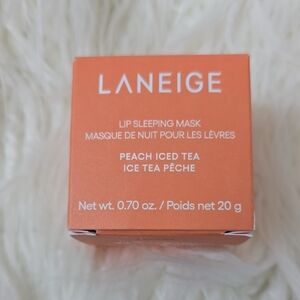 LANEIGE
LIP SLEEPING MASK
MASQUE DE NUIT POUR LES LÈVRES
PEACH ICED TEA
ICE TEA PÊCHE
Net wt. 0.70 oz. / Poids net 20 g